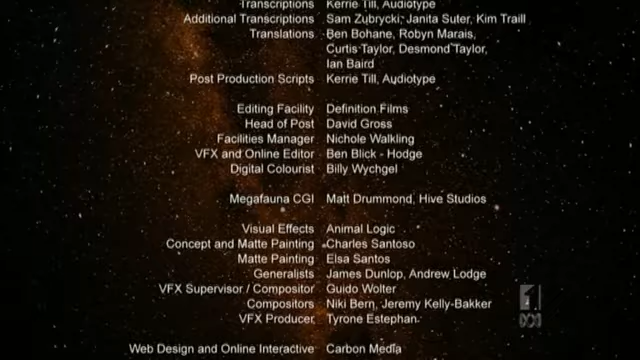 Transcriptions Kerrie Till, Audiotype
Additional Transcriptions Sam Zubrycki, Janita Suter, Kim Traill
Translations Ben Bohane, Robyn Marais,
Curtis Taylor, Desmond Taylor,
Ian Baird
Post Production Scripts Kerrie Till, Audiotype
Editing Facility Definition Films
Head of Post David Gross
Facilities Manager Nichole Walkling
VFX and Online Editor Ben Blick - Hodge
Digital Colourist Billy Wychgel
Megafauna CGI Matt Drummond, Hive Studios
Visual Effects Animal Logic
Concept and Matte Painting Charles Santoso
Matte Painting Elsa Santos
Generalists James Dunlop, Andrew Lodge
VFX Supervisor / Compositor Guido Wolter
Compositors Niki Bern, Jeremy Kelly-Bakker
VFX Producer Tyrone Estephan
Web Design and Online Interactive Carbon Media
1